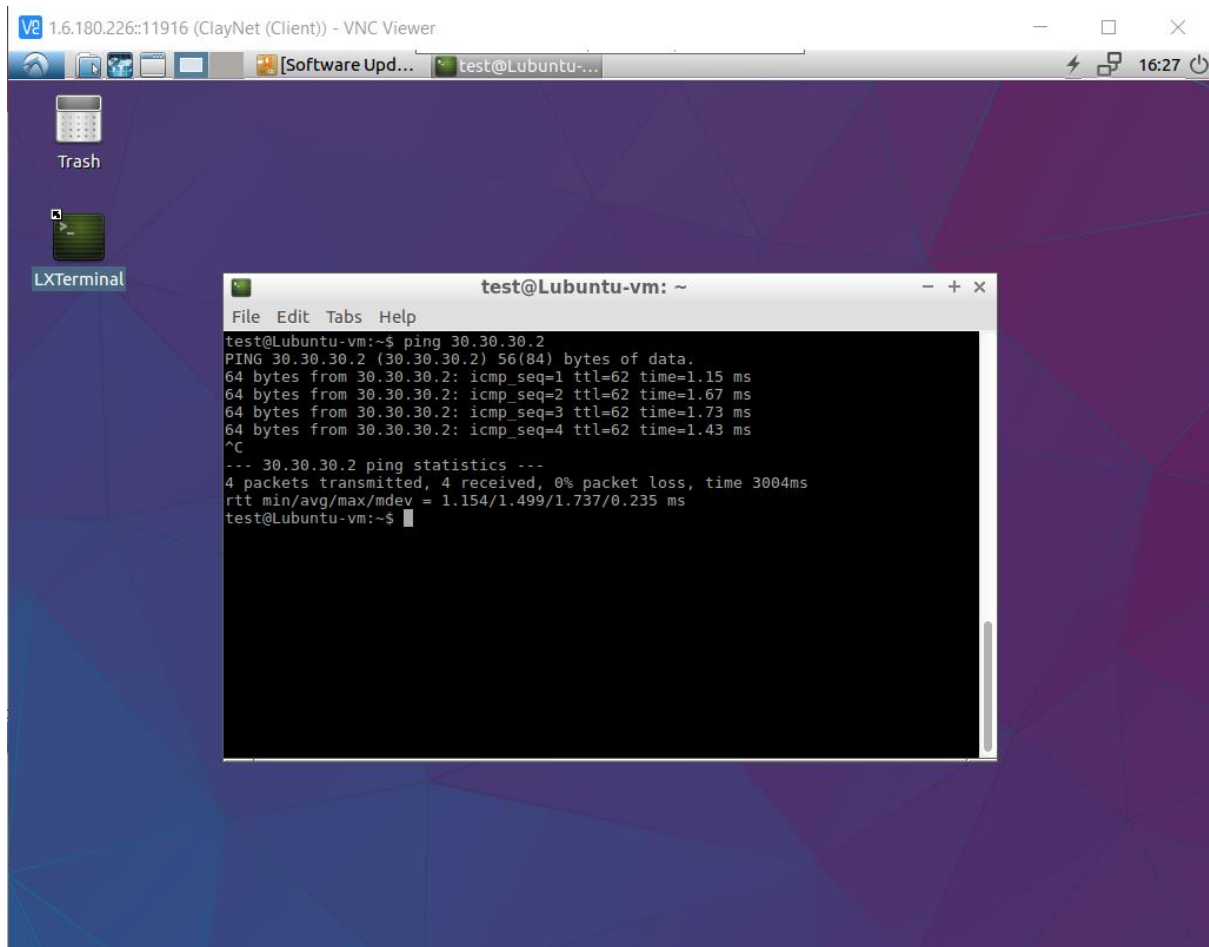 1.6.180.226::11916 (ClayNet (Client)) - VNC Viewer
[Software Upd... test@Lubuntu-... 16:27
Trash
LXTerminal
test@Lubuntu-vm: ~
File Edit Tabs Help
test@Lubuntu-vm:~$ ping 30.30.30.2
PING 30.30.30.2 (30.30.30.2) 56(84) bytes of data.
64 bytes from 30.30.30.2: icmp_seq=1 ttl=62 time=1.15 ms
64 bytes from 30.30.30.2: icmp_seq=2 ttl=62 time=1.67 ms
64 bytes from 30.30.30.2: icmp_seq=3 ttl=62 time=1.73 ms
64 bytes from 30.30.30.2: icmp_seq=4 ttl=62 time=1.43 ms
^C
--- 30.30.30.2 ping statistics ---
4 packets transmitted, 4 received, 0% packet loss, time 3004ms
rtt min/avg/max/mdev = 1.154/1.499/1.737/0.235 ms
test@Lubuntu-vm:~$